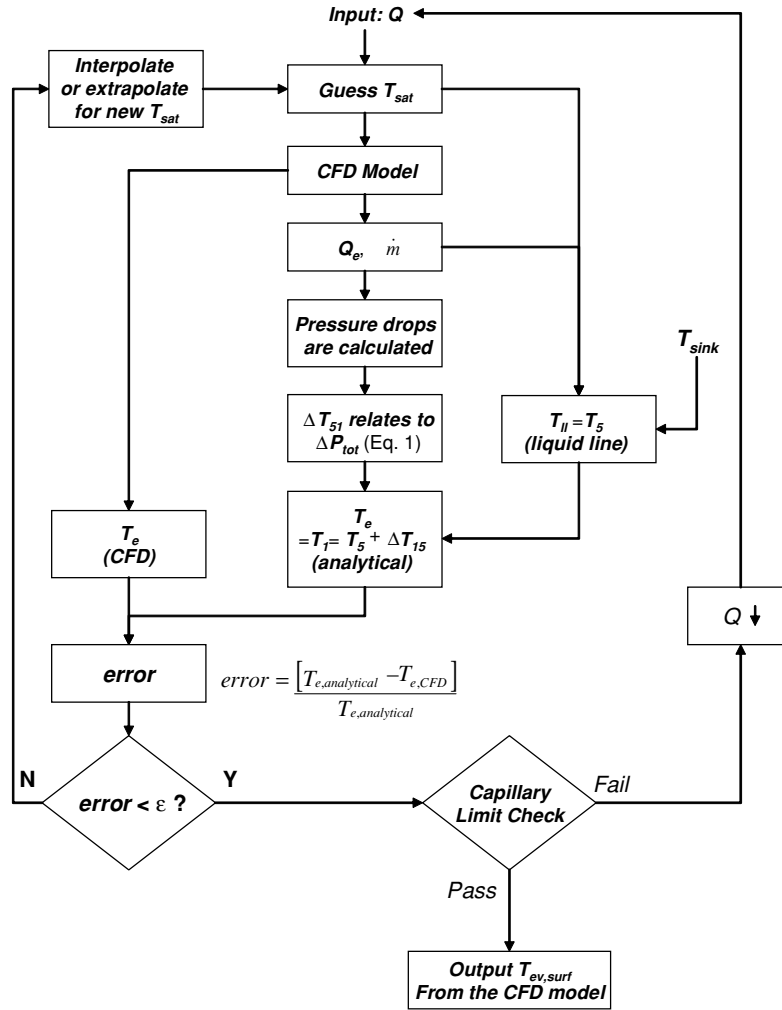 Input: Q
Interpolate
or extrapolate
for new T_sat
Guess T_sat
CFD Model
Q_e, ṁ
Pressure drops
are calculated
T_sink
ΔT_51 relates to
ΔP_tot (Eq. 1)
T_ll = T_5
(liquid line)
T_e
(CFD)
T_e
=T_1= T_5 + ΔT_15
(analytical)
Q ↓
error
error = [T_e,analytical − T_e,CFD] / T_e,analytical
N
error < ε ?
Y
Capillary
Limit Check
Fail
Pass
Output T_ev,surf
From the CFD model